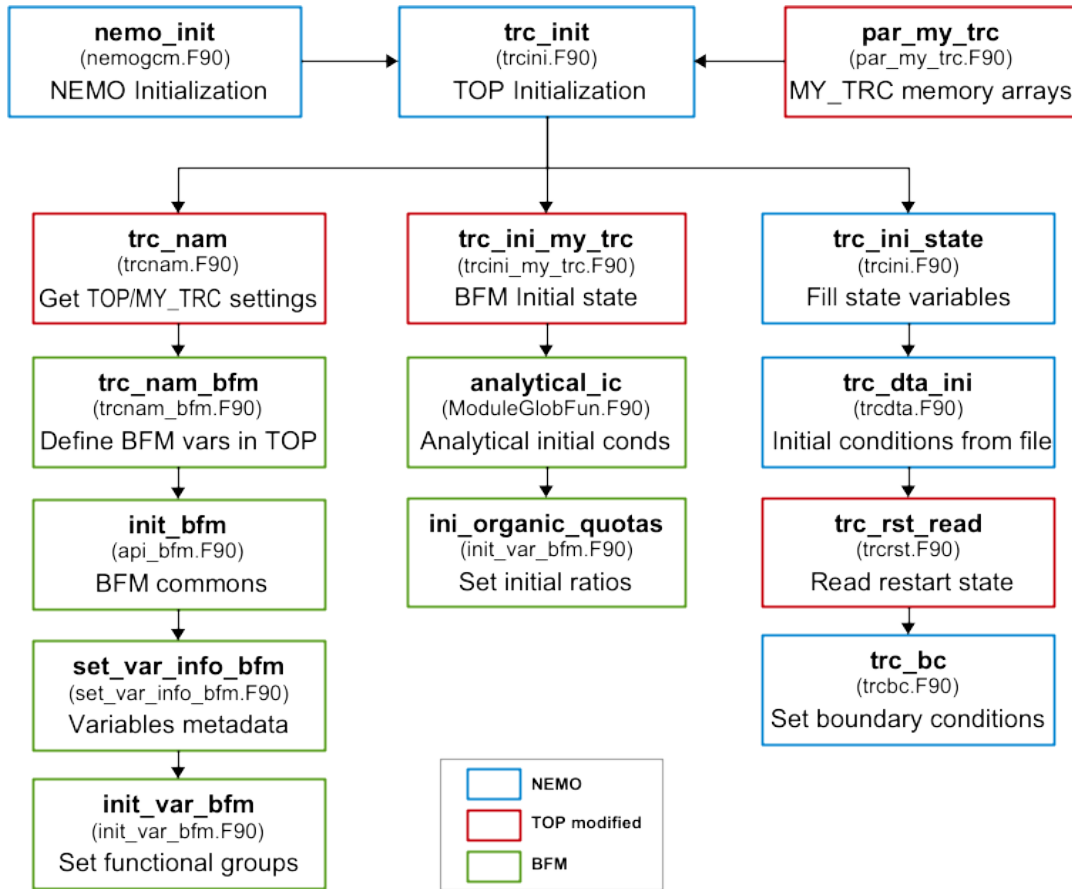 nemo_init
(nemogcm.F90)
NEMO Initialization
trc_init
(trcini.F90)
TOP Initialization
par_my_trc
(par_my_trc.F90)
MY_TRC memory arrays
trc_nam
(trcnam.F90)
Get TOP/MY_TRC settings
trc_ini_my_trc
(trcini_my_trc.F90)
BFM Initial state
trc_ini_state
(trcini.F90)
Fill state variables
trc_nam_bfm
(trcnam_bfm.F90)
Define BFM vars in TOP
analytical_ic
(ModuleGlobFun.F90)
Analytical initial conds
trc_dta_ini
(trcdta.F90)
Initial conditions from file
init_bfm
(api_bfm.F90)
BFM commons
ini_organic_quotas
(init_var_bfm.F90)
Set initial ratios
trc_rst_read
(trcrst.F90)
Read restart state
set_var_info_bfm
(set_var_info_bfm.F90)
Variables metadata
trc_bc
(trcbc.F90)
Set boundary conditions
init_var_bfm
(init_var_bfm.F90)
Set functional groups
NEMO
TOP modified
BFM